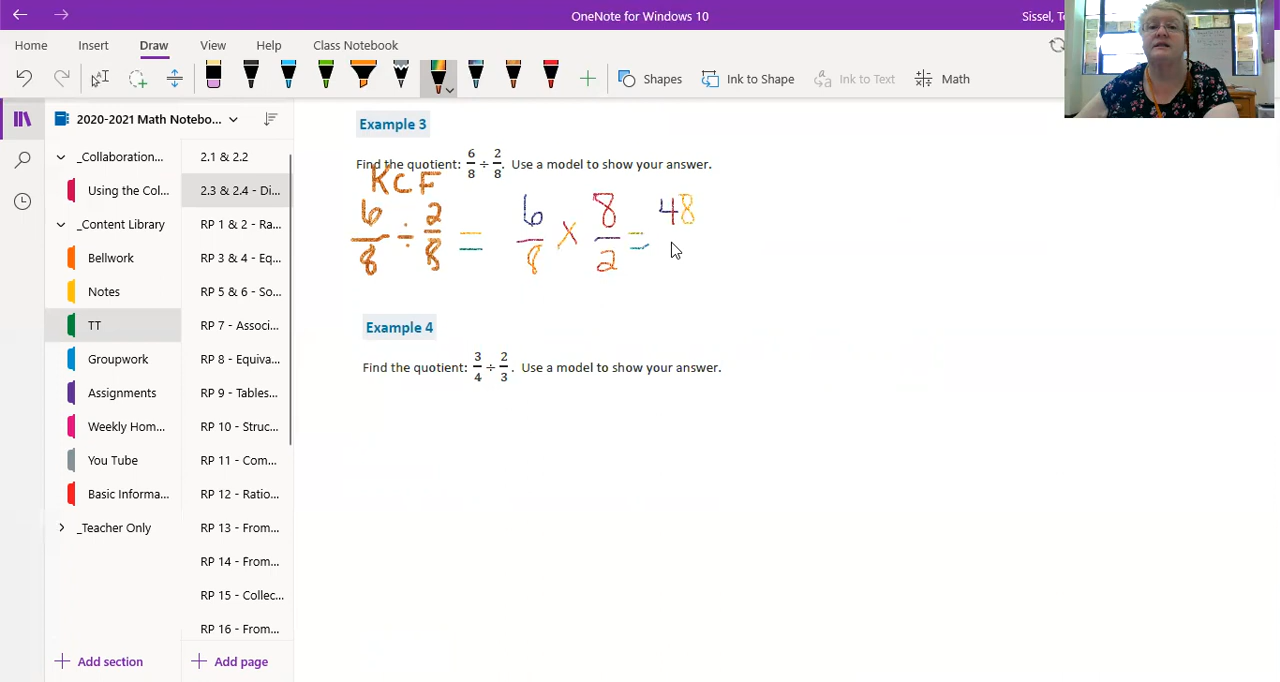 OneNote for Windows 10
Sissel, Te
Home Insert Draw View Help Class Notebook
Shapes Ink to Shape Ink to Text Math
2020-2021 Math Notebo...
_Collaboration...
Using the Col...
_Content Library
Bellwork
Notes
TT
Groupwork
Assignments
Weekly Hom...
You Tube
Basic Informa...
_Teacher Only
Add section
2.1 & 2.2
2.3 & 2.4 - Di...
RP 1 & 2 - Ra...
RP 3 & 4 - Eq...
RP 5 & 6 - So...
RP 7 - Associ...
RP 8 - Equiva...
RP 9 - Tables...
RP 10 - Struc...
RP 11 - Com...
RP 12 - Ratio...
RP 13 - From...
RP 14 - From...
RP 15 - Collec...
RP 16 - From...
Add page
Example 3
Find the quotient: 6/8 ÷ 2/8. Use a model to show your answer.
KCF
6/8 ÷ 2/8 = 6/8 × 8/2 = 48
Example 4
Find the quotient: 3/4 ÷ 2/3. Use a model to show your answer.